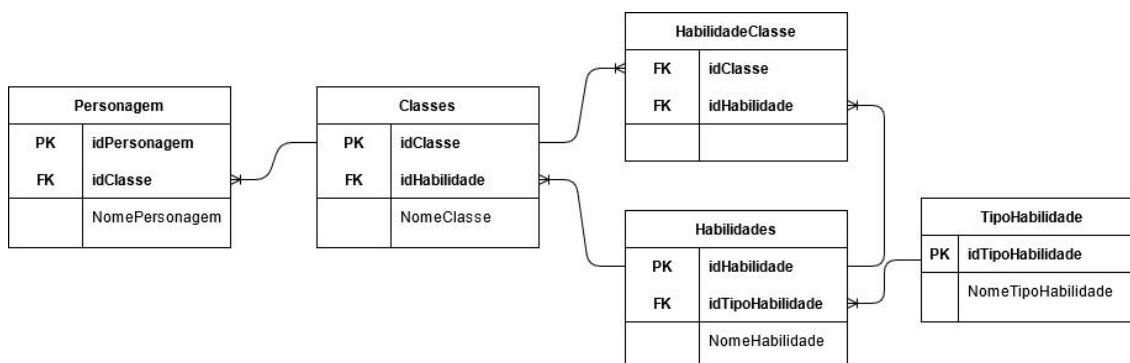 Personagem
PK idPersonagem
FK idClasse
NomePersonagem
Classes
PK idClasse
FK idHabilidade
NomeClasse
HabilidadeClasse
FK idClasse
FK idHabilidade
Habilidades
PK idHabilidade
FK idTipoHabilidade
NomeHabilidade
TipoHabilidade
PK idTipoHabilidade
NomeTipoHabilidade